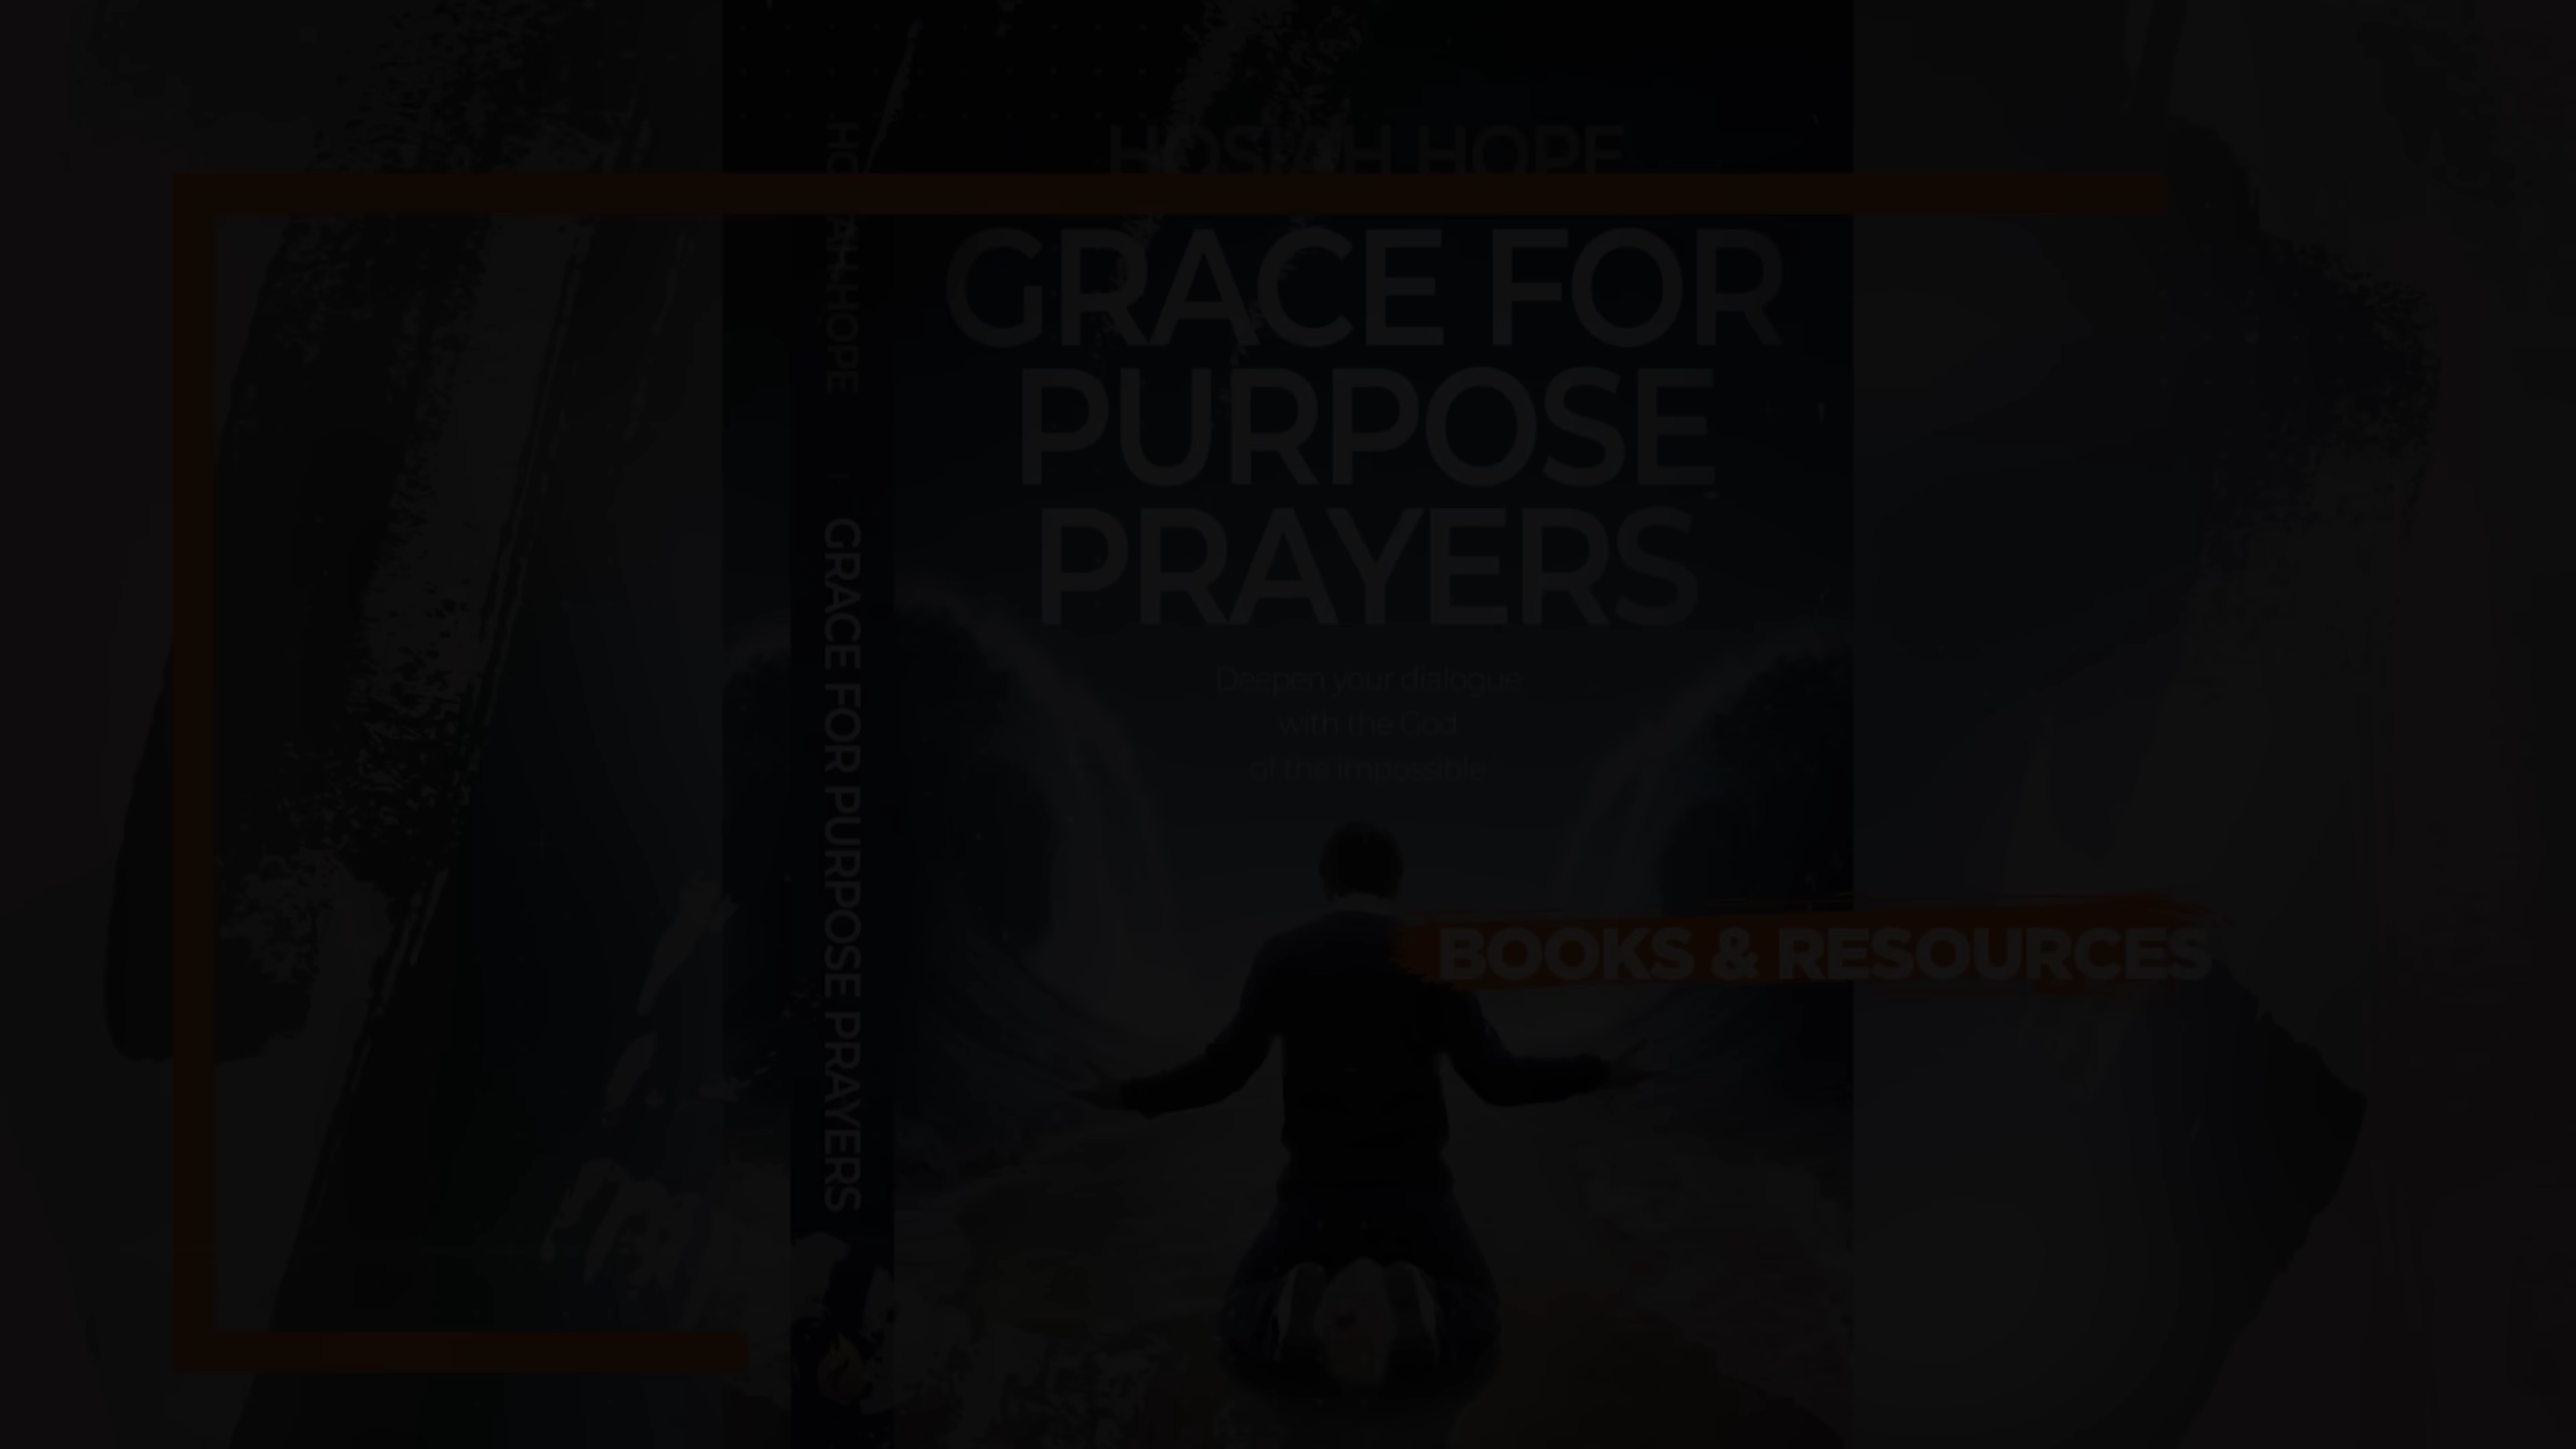 HOSIAH HOPE
GRACE FOR
PURPOSE
PRAYERS
Deepen your dialogue
with the God
of the Impossible
HOSIAH HOPE | GRACE FOR PURPOSE PRAYERS
BOOKS & RESOURCES